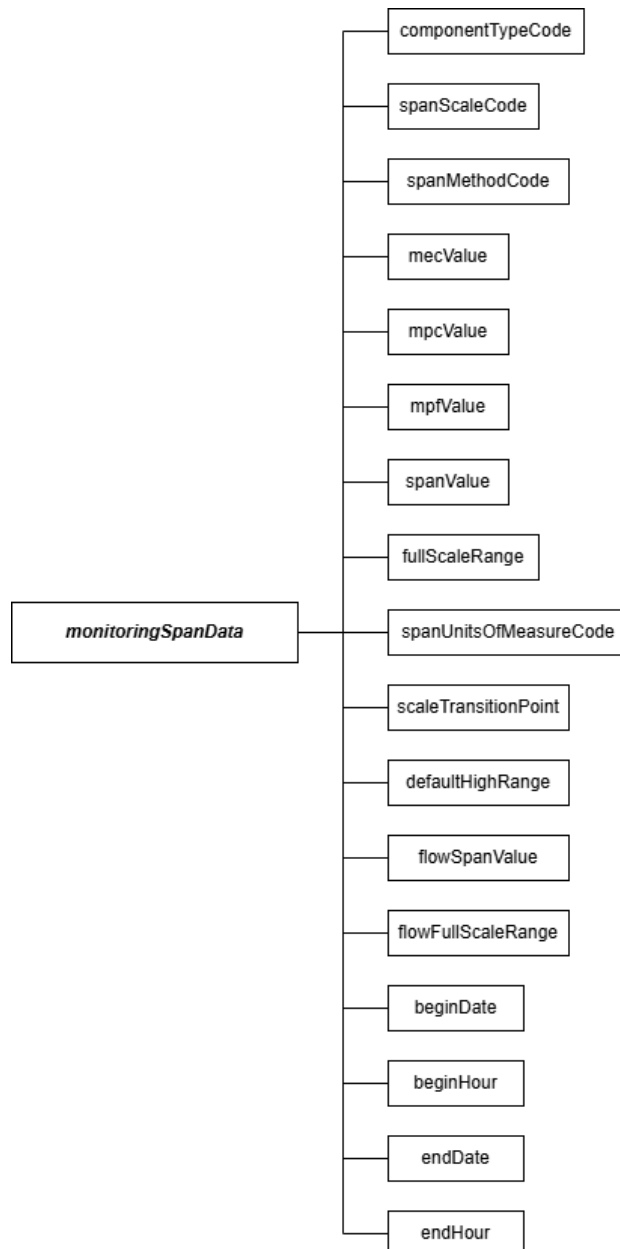 componentTypeCode
spanScaleCode
spanMethodCode
mecValue
mpcValue
mpfValue
spanValue
fullScaleRange
monitoringSpanData
spanUnitsOfMeasureCode
scaleTransitionPoint
defaultHighRange
flowSpanValue
flowFullScaleRange
beginDate
beginHour
endDate
endHour